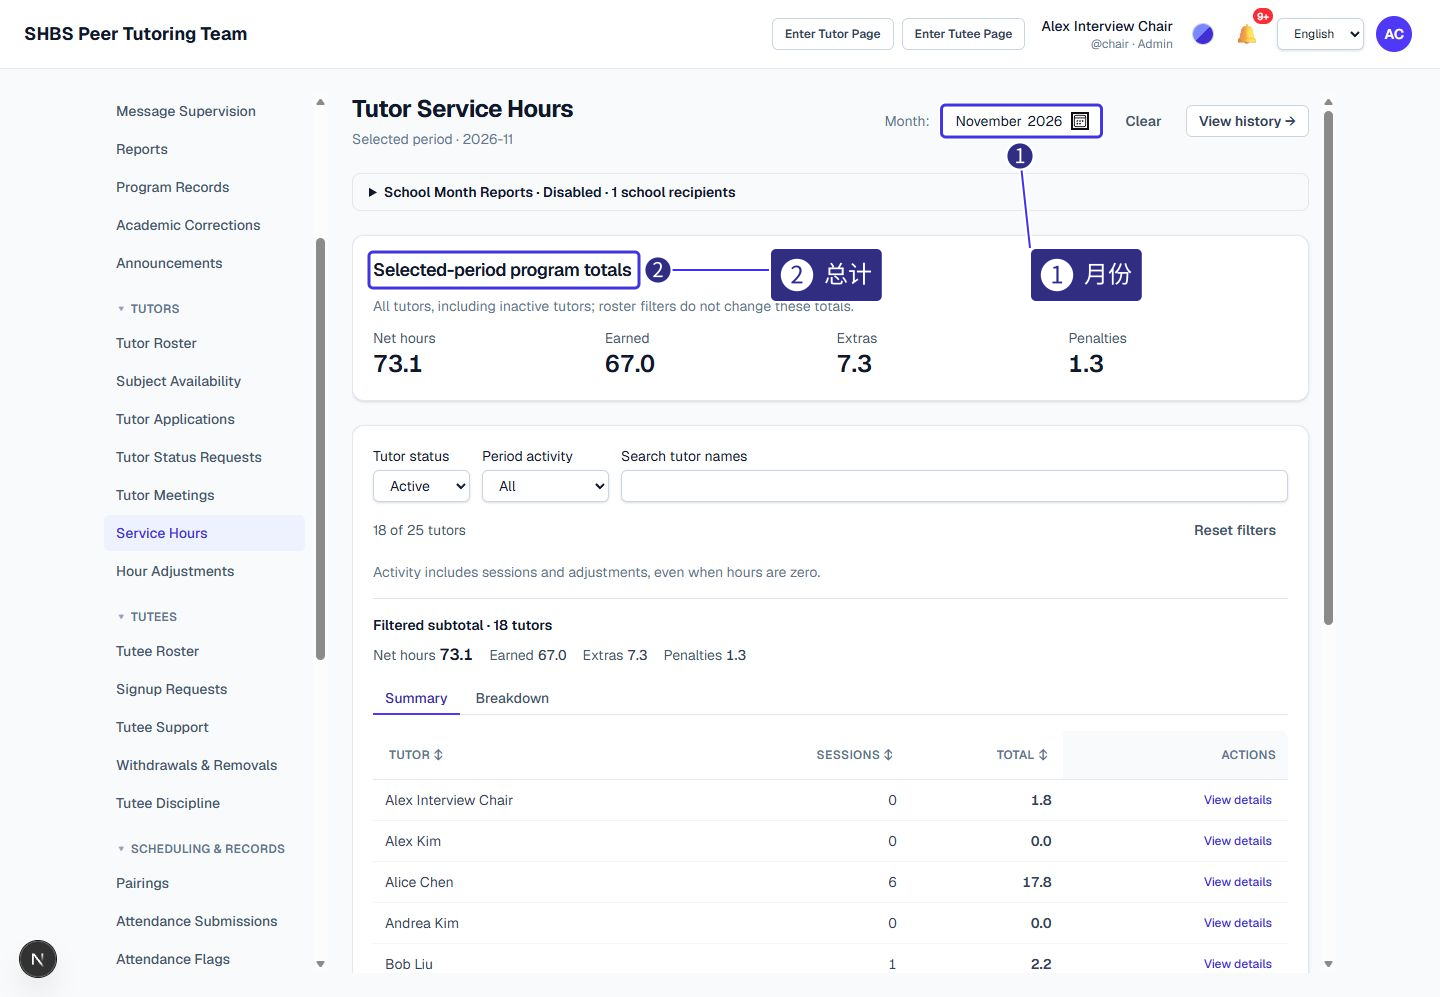 SHBS Peer Tutoring Team
Enter Tutor Page
Enter Tutee Page
Alex Interview Chair
@chair · Admin
9+
English
AC
Message Supervision
Reports
Program Records
Academic Corrections
Announcements
TUTORS
Tutor Roster
Subject Availability
Tutor Applications
Tutor Status Requests
Tutor Meetings
Service Hours
Hour Adjustments
TUTEES
Tutee Roster
Signup Requests
Tutee Support
Withdrawals & Removals
Tutee Discipline
SCHEDULING & RECORDS
Pairings
Attendance Submissions
Attendance Flags
N
Tutor Service Hours
Selected period · 2026-11
Month:
November 2026
Clear
View history →
1
School Month Reports · Disabled · 1 school recipients
Selected-period program totals
2
2 总计
1 月份
All tutors, including inactive tutors; roster filters do not change these totals.
Net hours Earned Extras Penalties
73.1 67.0 7.3 1.3
Tutor status Period activity Search tutor names
Active All
18 of 25 tutors
Reset filters
Activity includes sessions and adjustments, even when hours are zero.
Filtered subtotal · 18 tutors
Net hours 73.1 Earned 67.0 Extras 7.3 Penalties 1.3
Summary Breakdown
TUTOR SESSIONS TOTAL ACTIONS
Alex Interview Chair 0 1.8 View details
Alex Kim 0 0.0 View details
Alice Chen 6 17.8 View details
Andrea Kim 0 0.0 View details
Bob Liu 1 2.2 View details